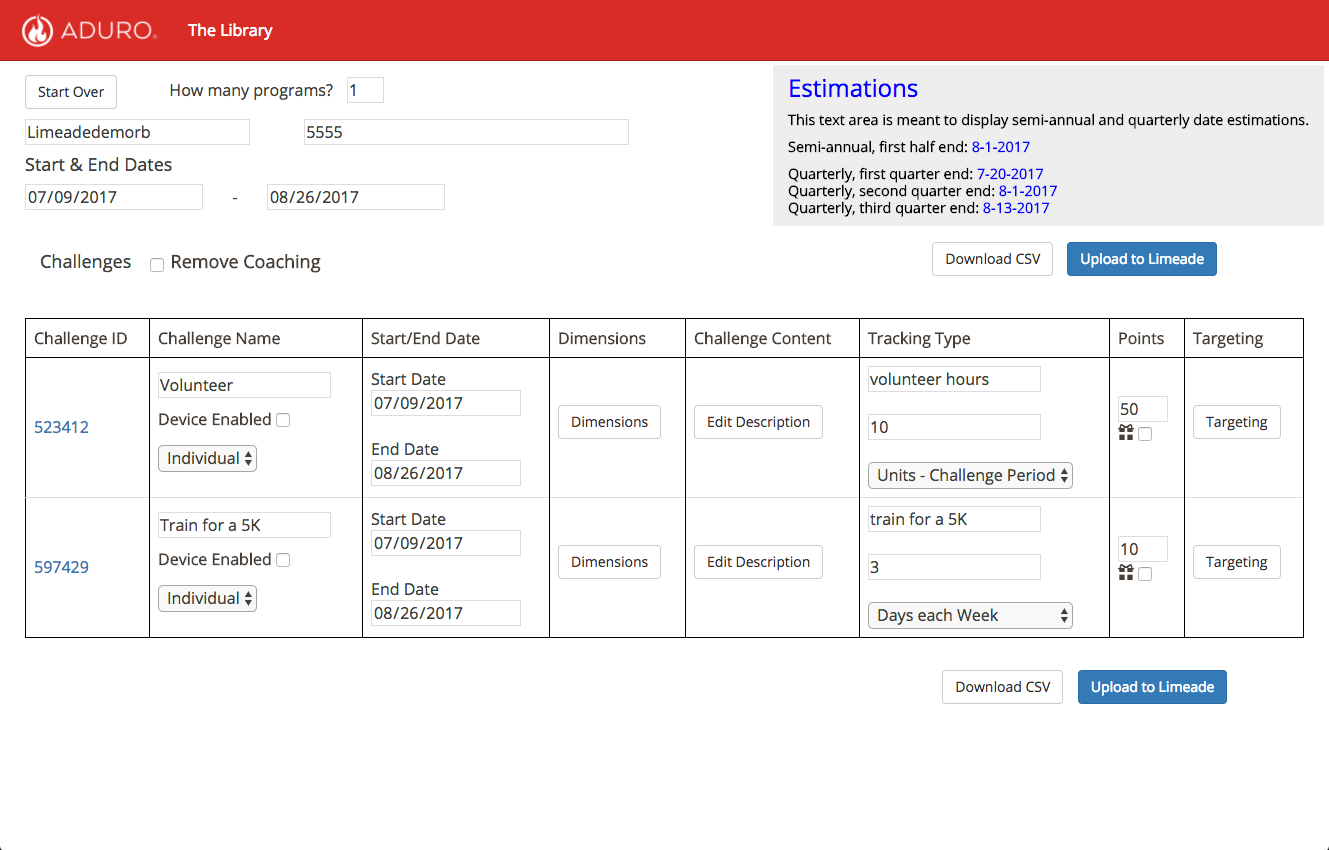 ADURO® The Library
Start Over How many programs? 1
Limeadedemorb 5555
Start & End Dates
07/09/2017 - 08/26/2017
Estimations
This text area is meant to display semi-annual and quarterly date estimations.
Semi-annual, first half end: 8-1-2017
Quarterly, first quarter end: 7-20-2017
Quarterly, second quarter end: 8-1-2017
Quarterly, third quarter end: 8-13-2017
Challenges Remove Coaching Download CSV Upload to Limeade
Challenge ID Challenge Name Start/End Date Dimensions Challenge Content Tracking Type Points Targeting
523412
Volunteer
Device Enabled
Individual
Start Date
07/09/2017
End Date
08/26/2017
Dimensions
Edit Description
volunteer hours
10
Units - Challenge Period
50
Targeting
597429
Train for a 5K
Device Enabled
Individual
Start Date
07/09/2017
End Date
08/26/2017
Dimensions
Edit Description
train for a 5K
3
Days each Week
10
Targeting
Download CSV Upload to Limeade